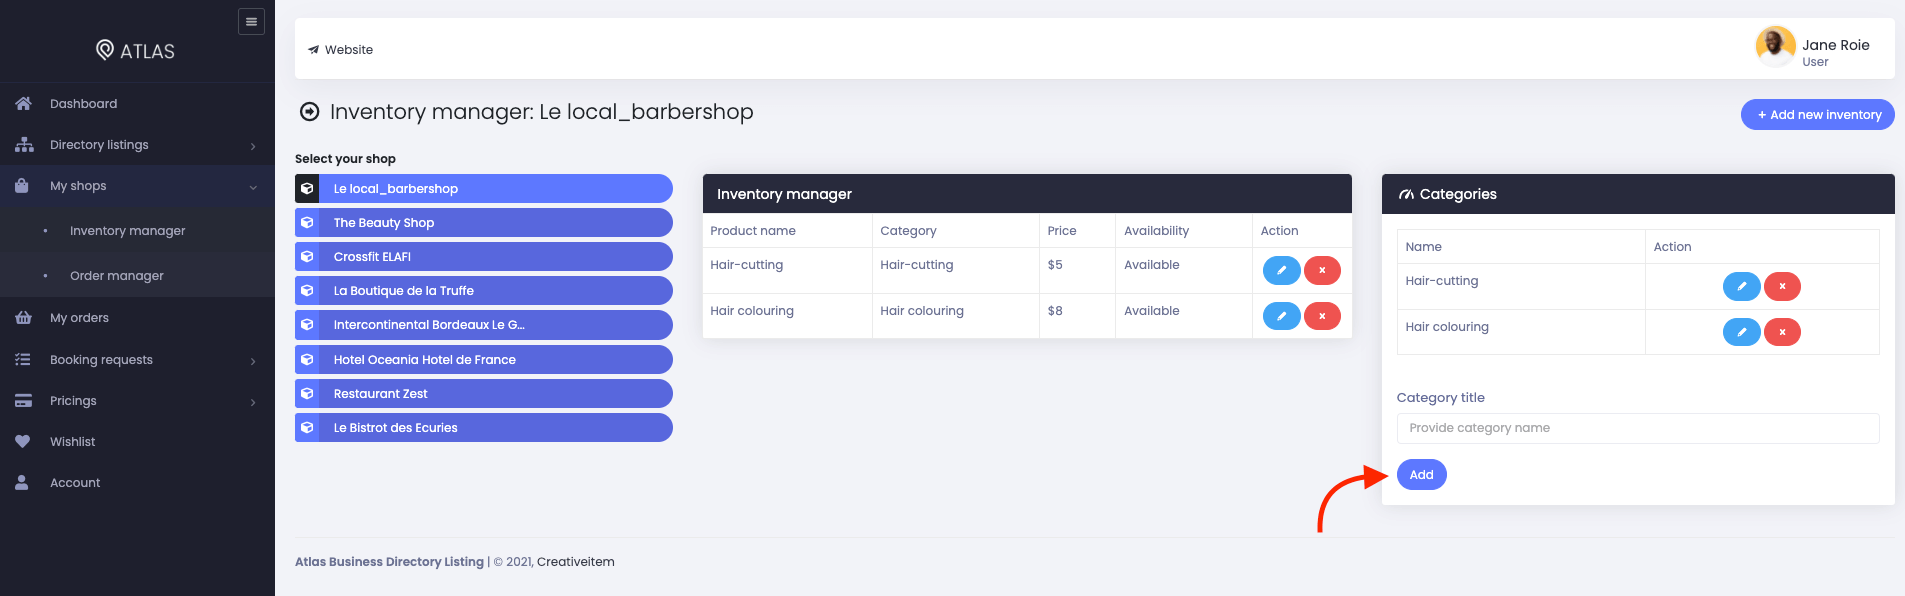 ATLAS
Dashboard
Directory listings
My shops
Inventory manager
Order manager
My orders
Booking requests
Pricings
Wishlist
Account
Website
Jane Roie
User
Inventory manager: Le local_barbershop
+ Add new inventory
Select your shop
Le local_barbershop
The Beauty Shop
Crossfit ELAFI
La Boutique de la Truffe
Intercontinental Bordeaux Le G...
Hotel Oceania Hotel de France
Restaurant Zest
Le Bistrot des Ecuries
Inventory manager
Product name Category Price Availability Action
Hair-cutting Hair-cutting $5 Available
Hair colouring Hair colouring $8 Available
Categories
Name Action
Hair-cutting
Hair colouring
Category title
Provide category name
Add
Atlas Business Directory Listing | © 2021, Creativeitem